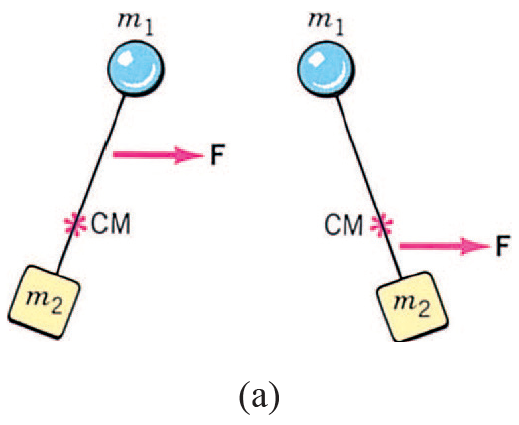 m₁ m₁
F
CM CM
F
m₂ m₂
(a)